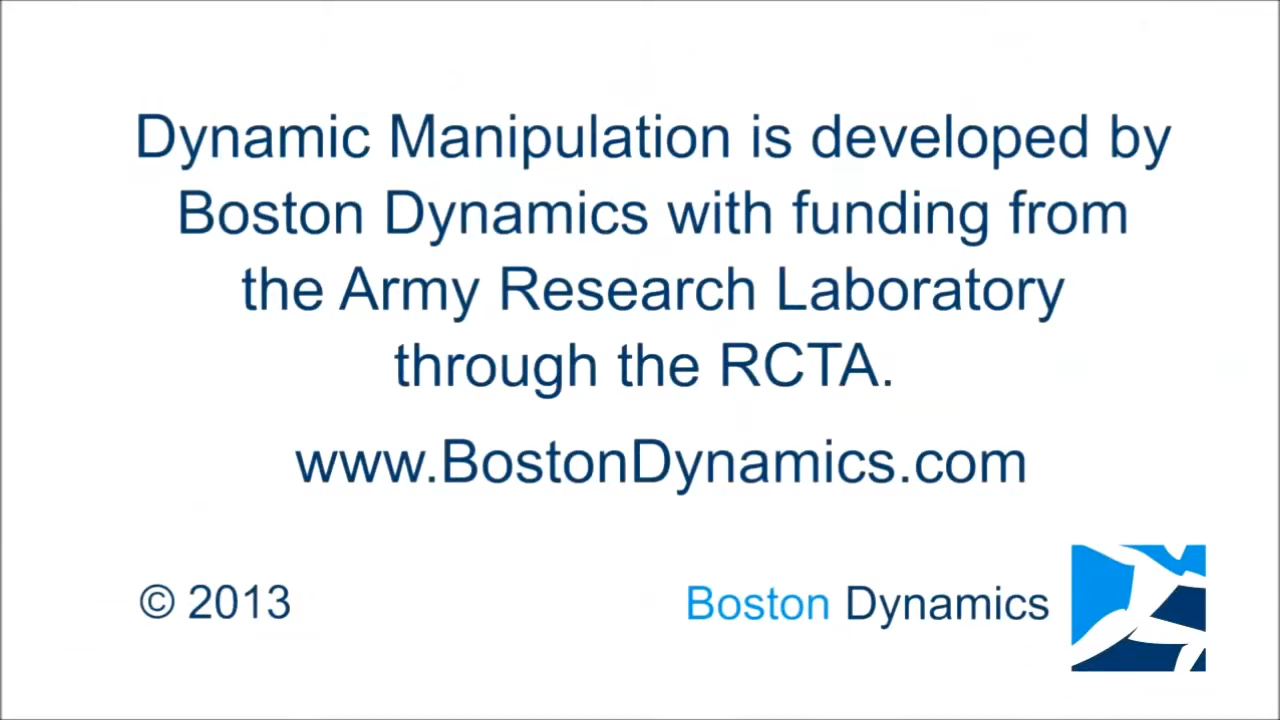 Dynamic Manipulation is developed by
Boston Dynamics with funding from
the Army Research Laboratory
through the RCTA.
www.BostonDynamics.com
© 2013
Boston Dynamics